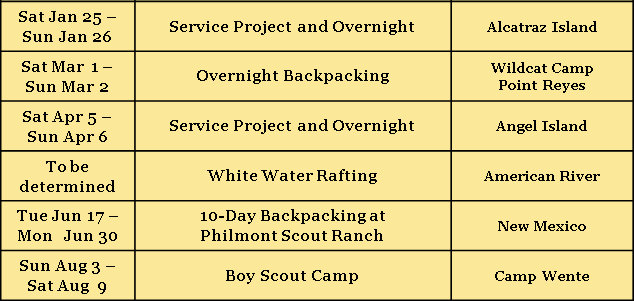 Sat Jan 25 –
Sun Jan 26
Service Project and Overnight
Alcatraz Island
Sat Mar 1 –
Sun Mar 2
Overnight Backpacking
Wildcat Camp
Point Reyes
Sat Apr 5 –
Sun Apr 6
Service Project and Overnight
Angel Island
To be
determined
White Water Rafting
American River
Tue Jun 17 –
Mon Jun 30
10-Day Backpacking at
Philmont Scout Ranch
New Mexico
Sun Aug 3 –
Sat Aug 9
Boy Scout Camp
Camp Wente